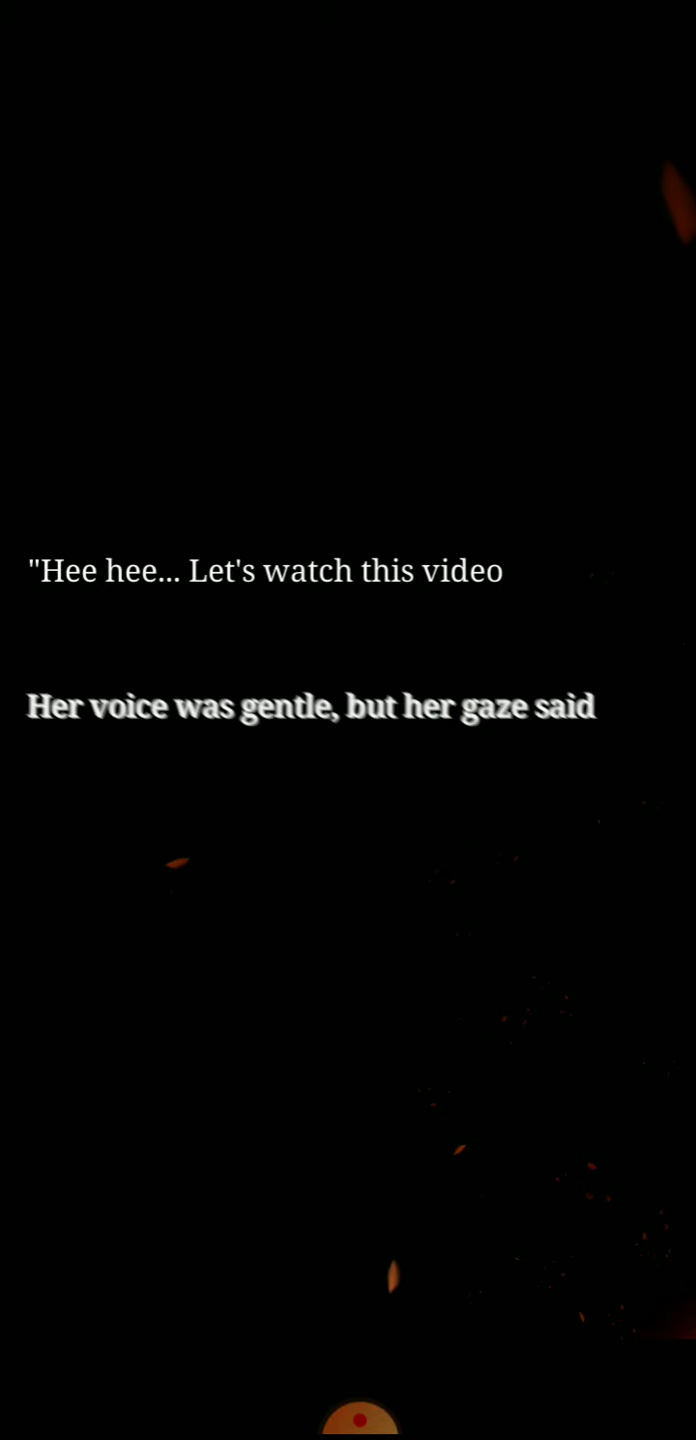 "Hee hee... Let's watch this video
Her voice was gentle, but her gaze said